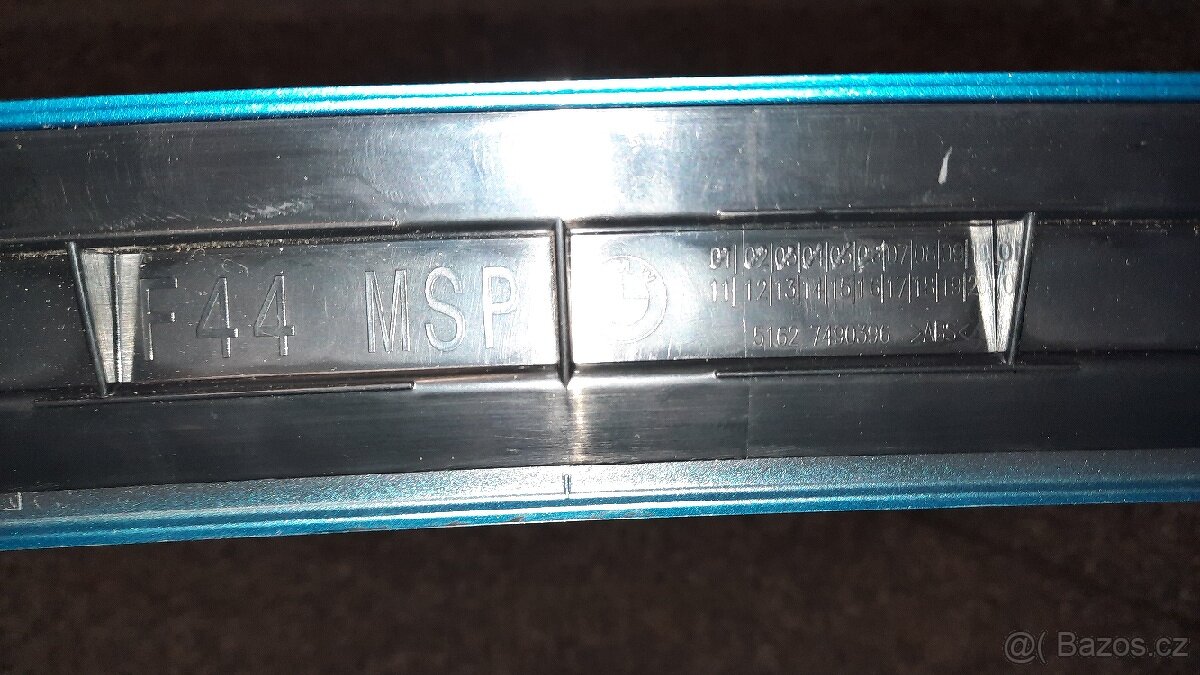 F44 MSP
01 02 03 04 05 06 07 08 09 10
11 12 13 14 15 16 17 18 19 20
5162 7490396 >ABS<
@( Bazos.cz